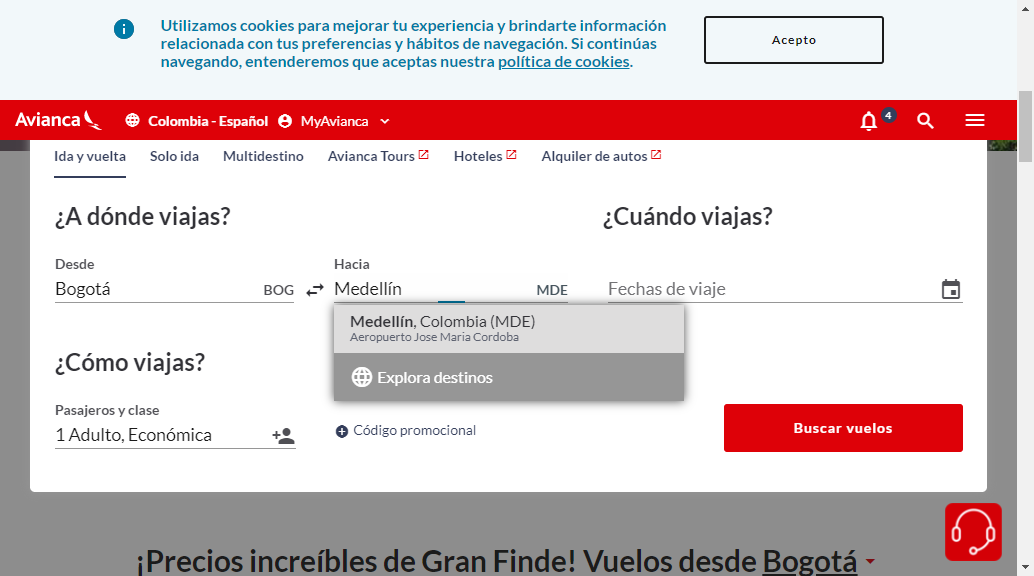 Utilizamos cookies para mejorar tu experiencia y brindarte información
relacionada con tus preferencias y hábitos de navegación. Si continúas
navegando, entenderemos que aceptas nuestra política de cookies.
Acepto
Avianca
Colombia - Español
MyAvianca
4
Ida y vuelta
Solo ida
Multidestino
Avianca Tours
Hoteles
Alquiler de autos
¿A dónde viajas?
¿Cuándo viajas?
Desde
Hacia
Bogotá
BOG
Medellín
MDE
Fechas de viaje
Medellín, Colombia (MDE)
Aeropuerto Jose Maria Cordoba
Explora destinos
¿Cómo viajas?
Pasajeros y clase
1 Adulto, Económica
Código promocional
Buscar vuelos
¡Precios increíbles de Gran Finde! Vuelos desde Bogotá